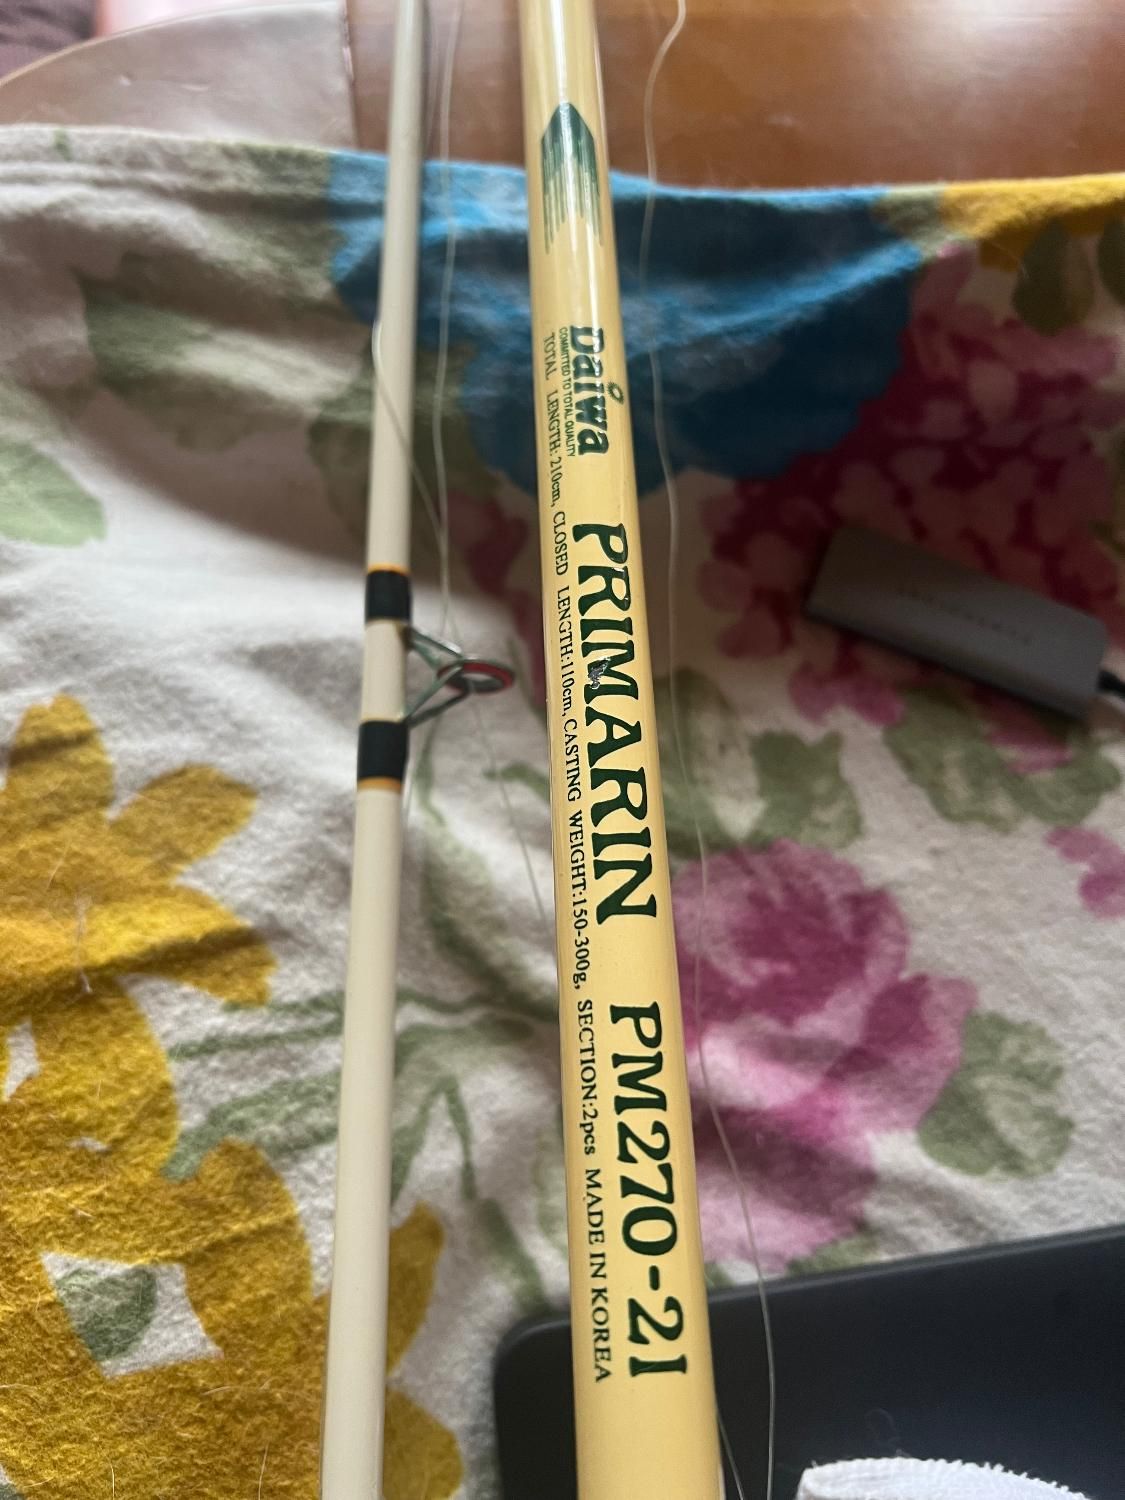 Daiwa
COMMITTED TO TOTAL QUALITY
PRIMARIN PM270-21
TOTAL LENGTH: 210cm, CLOSED LENGTH:110cm, CASTING WEIGHT:150-300g, SECTION:2pcs MADE IN KOREA